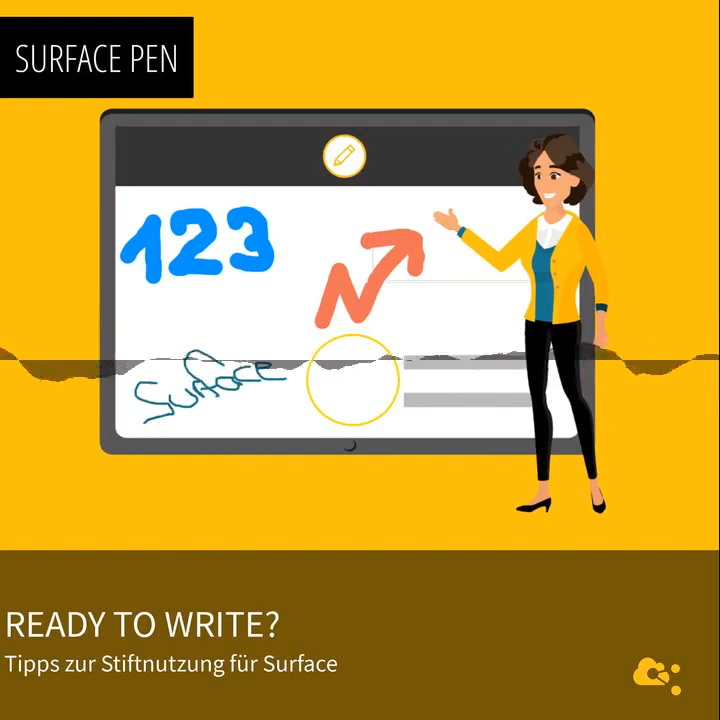 SURFACE PEN
123
Surface
READY TO WRITE?
Tipps zur Stiftnutzung für Surface